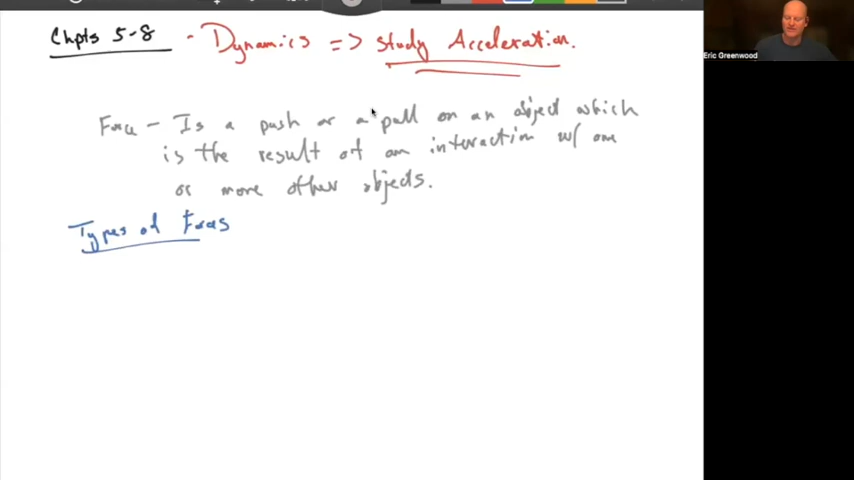 Chpts 5-8 - Dynamics => study Acceleration.
Force - Is a push or a pull on an object which
is the result of an interaction w/ one
or more other objects.
Types of Forces
Eric Greenwood